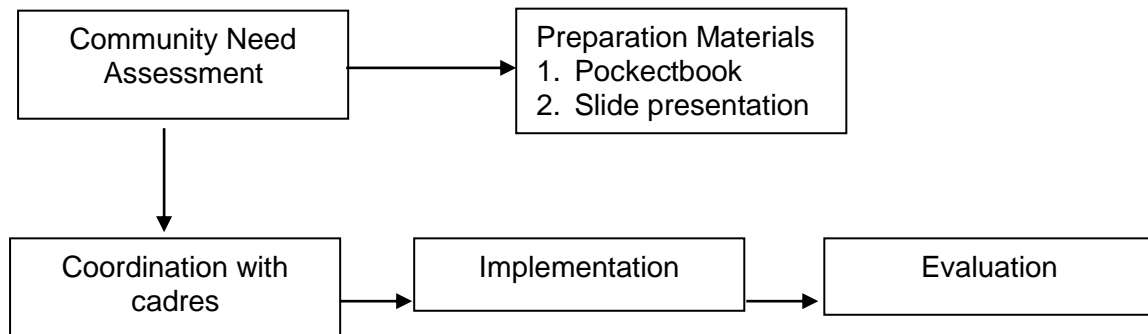 Community Need
Assessment
Preparation Materials
1. Pockectbook
2. Slide presentation
Coordination with
cadres
Implementation
Evaluation